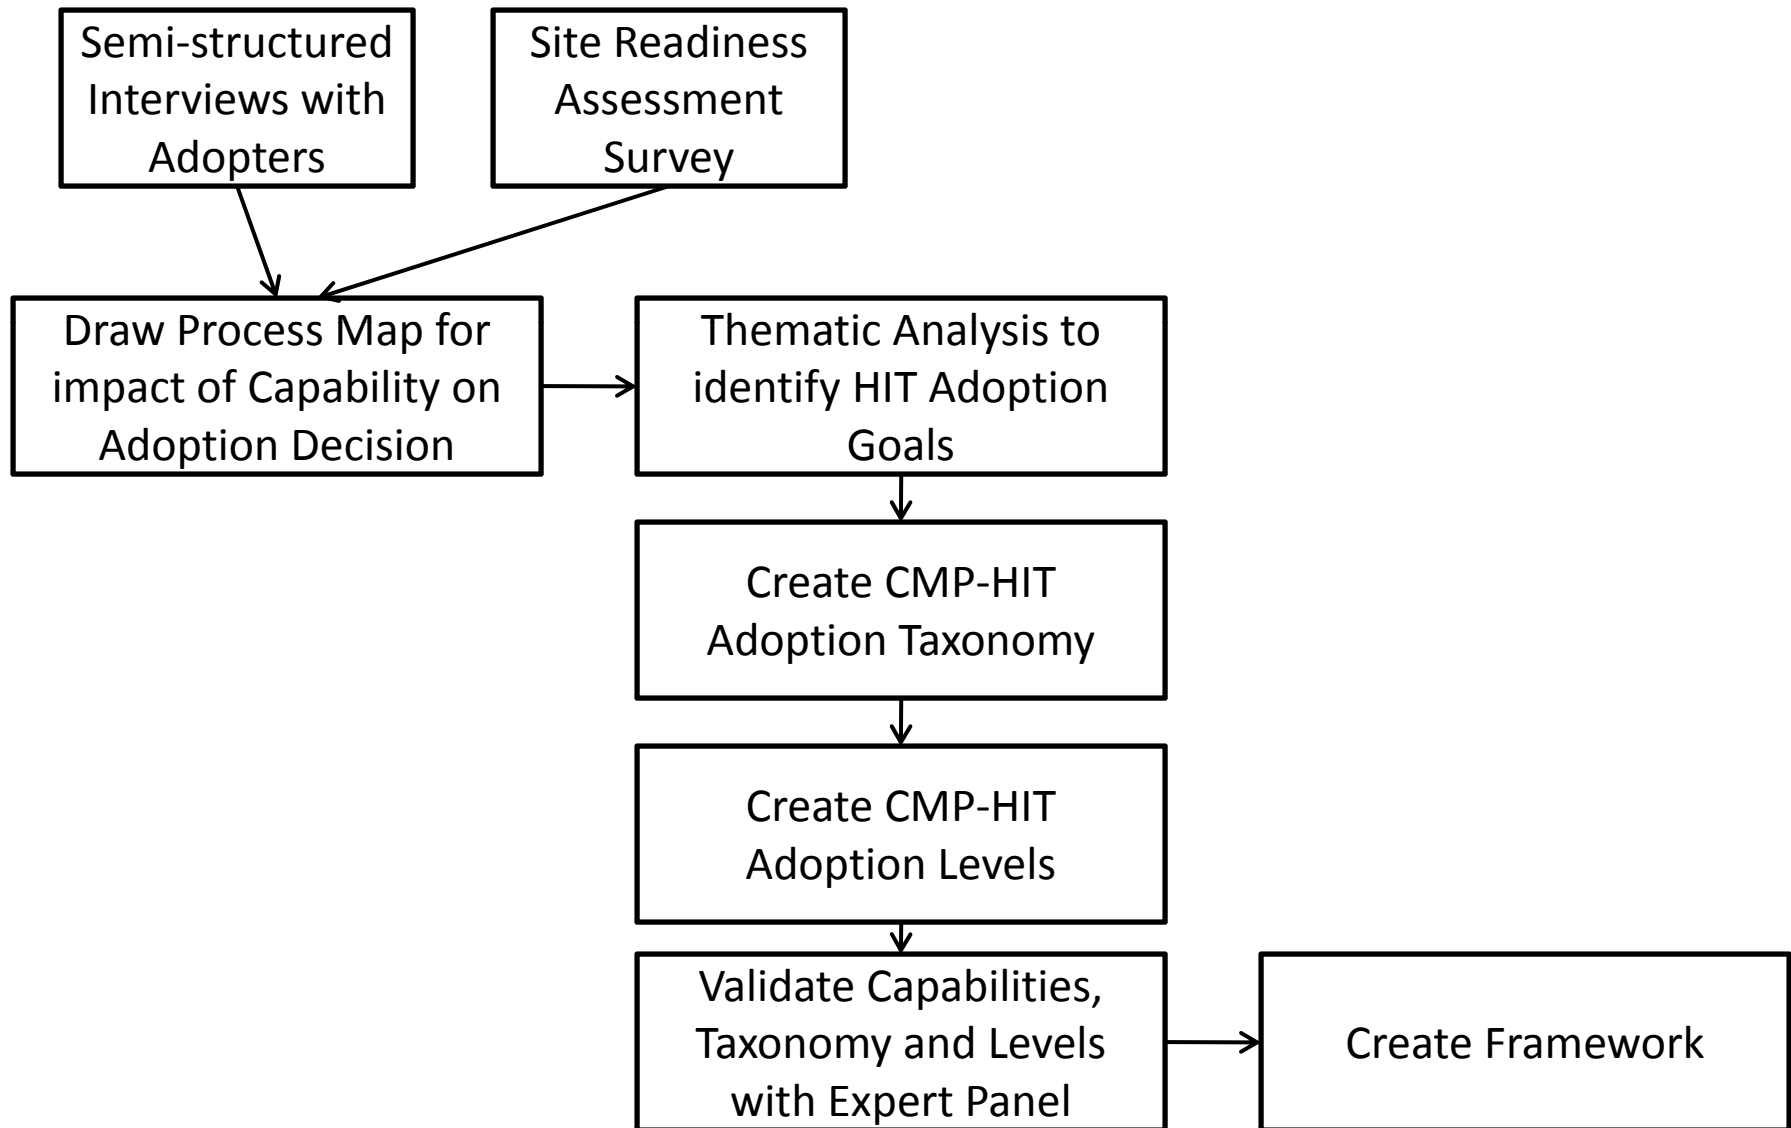 Semi-structured
Interviews with
Adopters
Site Readiness
Assessment
Survey
Draw Process Map for
impact of Capability on
Adoption Decision
Thematic Analysis to
identify HIT Adoption
Goals
Create CMP-HIT
Adoption Taxonomy
Create CMP-HIT
Adoption Levels
Validate Capabilities,
Taxonomy and Levels
with Expert Panel
Create Framework